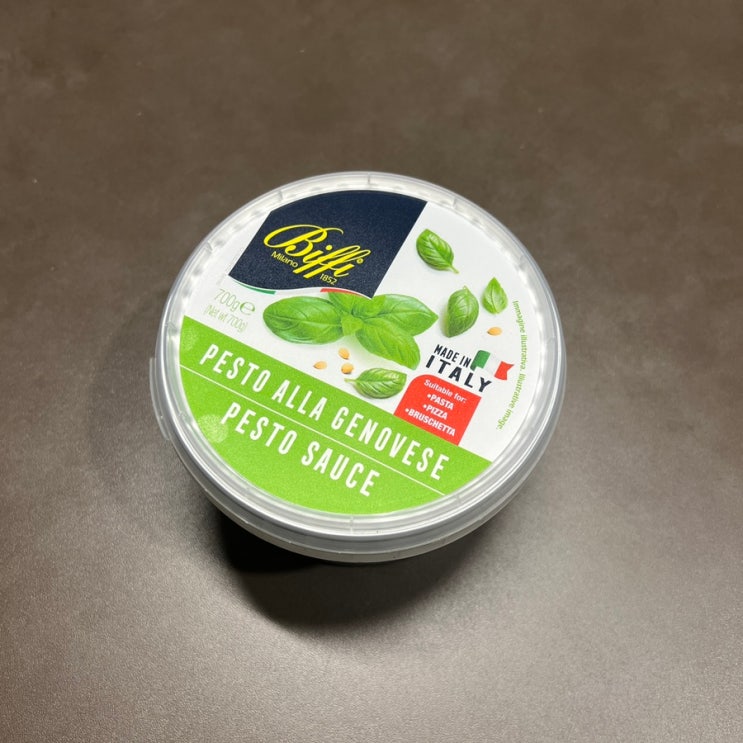 Biffi
Milano 1852
700g℮
(Net wt. 700g)
MADE IN
ITALY
Suitable for:
•PASTA
•PIZZA
•BRUSCHETTA
PESTO ALLA GENOVESE
PESTO SAUCE
Immagine illustrativa. Illustrative image.